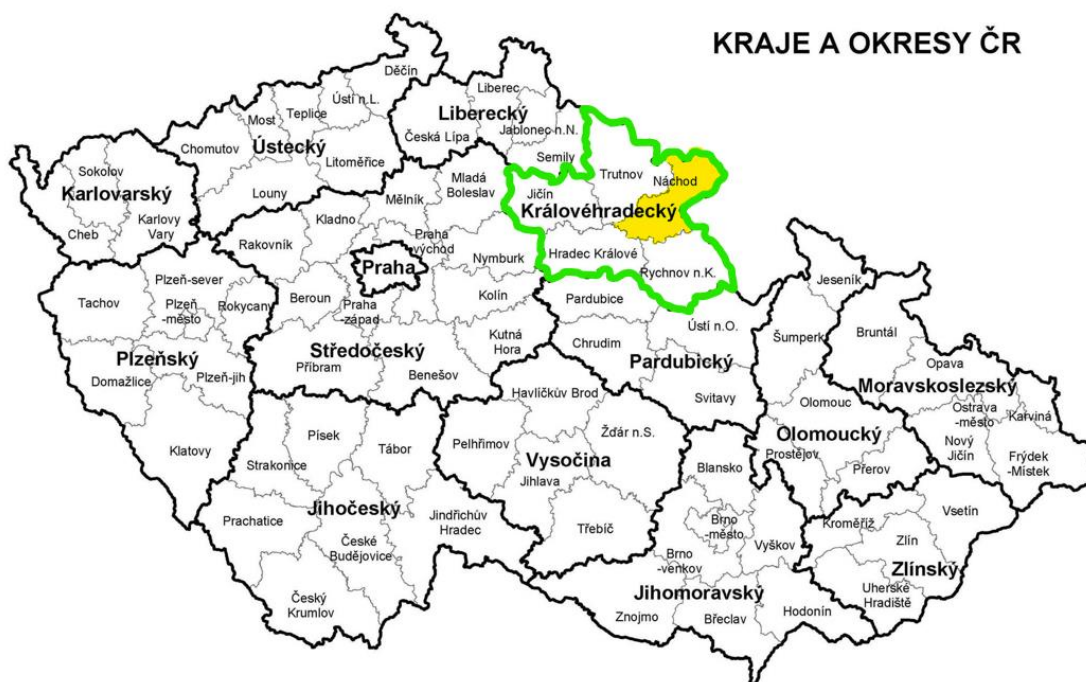 KRAJE A OKRESY ČR
Děčín
Liberec
Ústí n.L.
Teplice
Most
Liberecký
Jablonec n.N.
Česká Lípa
Chomutov
Ústecký
Litoměřice
Semily
Sokolov
Karlovarský
Louny
Mladá
Boleslav
Trutnov
Náchod
Jičín
Mělník
Královéhradecký
Karlovy
Vary
Cheb
Kladno
Rakovník
Praha
východ
Praha
Nymburk
Hradec Králové
Rychnov n.K.
Plzeň-sever
Tachov
Plzeň
-město
Rokycany
Beroun
Praha
-západ
Kolín
Pardubice
Jeseník
Ústí n.O.
Šumperk
Bruntál
Kutná
Hora
Chrudim
Středočeský
Příbram
Benešov
Pardubický
Plzeňský
Domažlice
Plzeň-jih
Opava
Moravskoslezský
Havlíčkův Brod
Svitavy
Olomouc
Ostrava
-město
Karviná
Klatovy
Písek
Tábor
Pelhřimov
Žďár n.S.
Olomoucký
Prostějov
Nový
Jičín
Frýdek
-Místek
Strakonice
Vysočina
Jihlava
Blansko
Přerov
Jihočeský
Jindřichův
Hradec
Prachatice
Třebíč
Brno
-město
Kroměříž
Vsetín
České
Budějovice
Vyškov
Zlín
Brno
-venkov
Zlínský
Český
Krumlov
Jihomoravský
Uherské
Hradiště
Znojmo
Břeclav
Hodonín